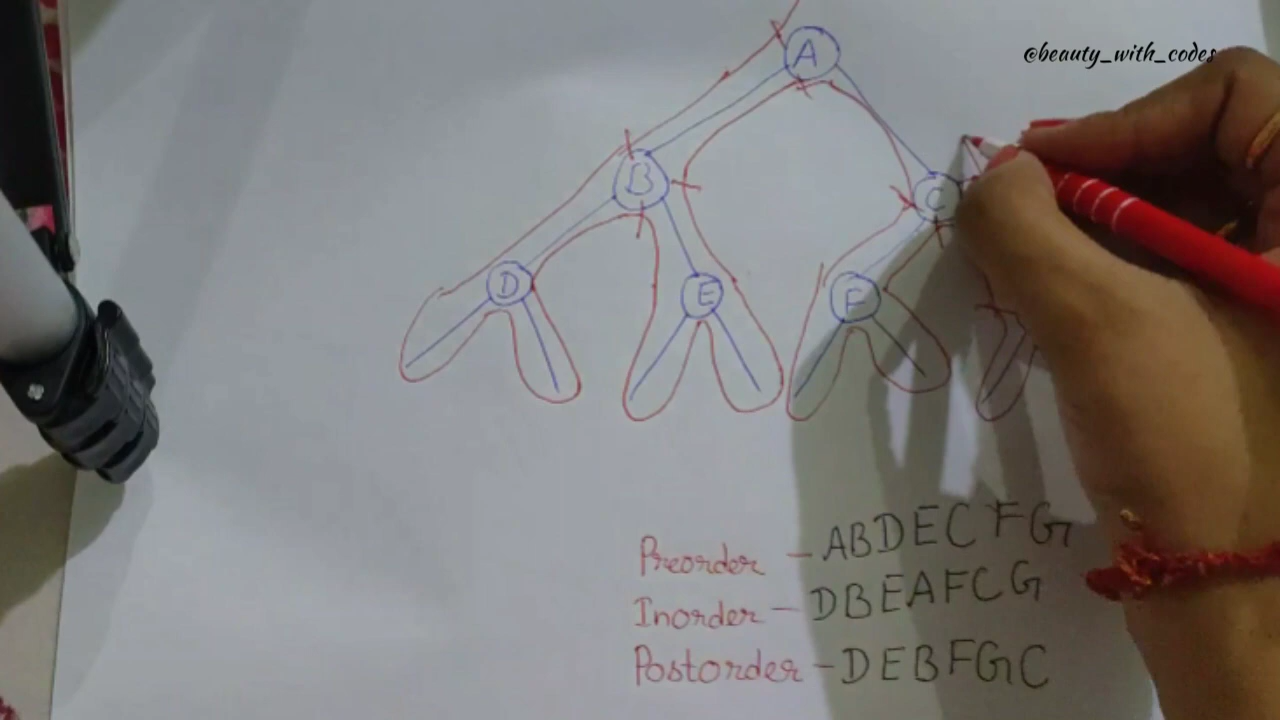 @beauty_with_codes
A
B
C
D
E
F
Preorder - ABDECFG
Inorder - DBEAFCG
Postorder - DEBFGC